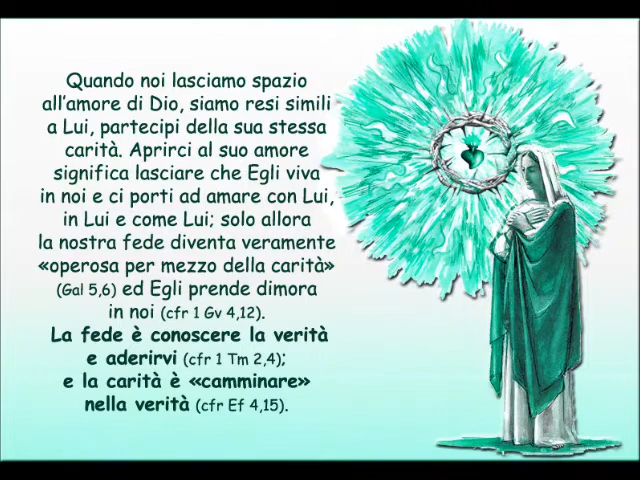 Quando noi lasciamo spazio
all'amore di Dio, siamo resi simili
a Lui, partecipi della sua stessa
carità. Aprirci al suo amore
significa lasciare che Egli viva
in noi e ci porti ad amare con Lui,
in Lui e come Lui; solo allora
la nostra fede diventa veramente
«operosa per mezzo della carità»
(Gal 5,6) ed Egli prende dimora
in noi (cfr 1 Gv 4,12).
La fede è conoscere la verità
e aderirvi (cfr 1 Tm 2,4);
e la carità è «camminare»
nella verità (cfr Ef 4,15).